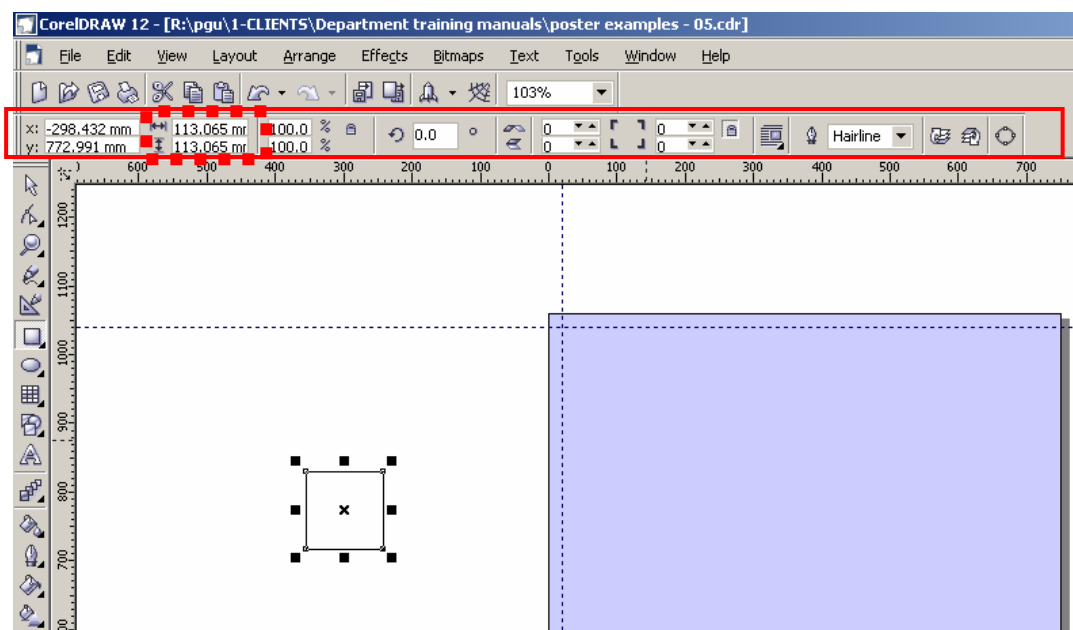 CorelDRAW 12 - [R:\pgu\1-CLIENTS\Department training manuals\poster examples - 05.cdr]
File Edit View Layout Arrange Effects Bitmaps Text Tools Window Help
103%
x: -298.432 mm 113.065 mr 100.0 % 0.0 ° 0 0 Hairline
y: 772.991 mm 113.065 mr 100.0 % 0 0
600 500 400 300 200 100 0 100 200 300 400 500 600 700
1200
1100
1000
900
800
700